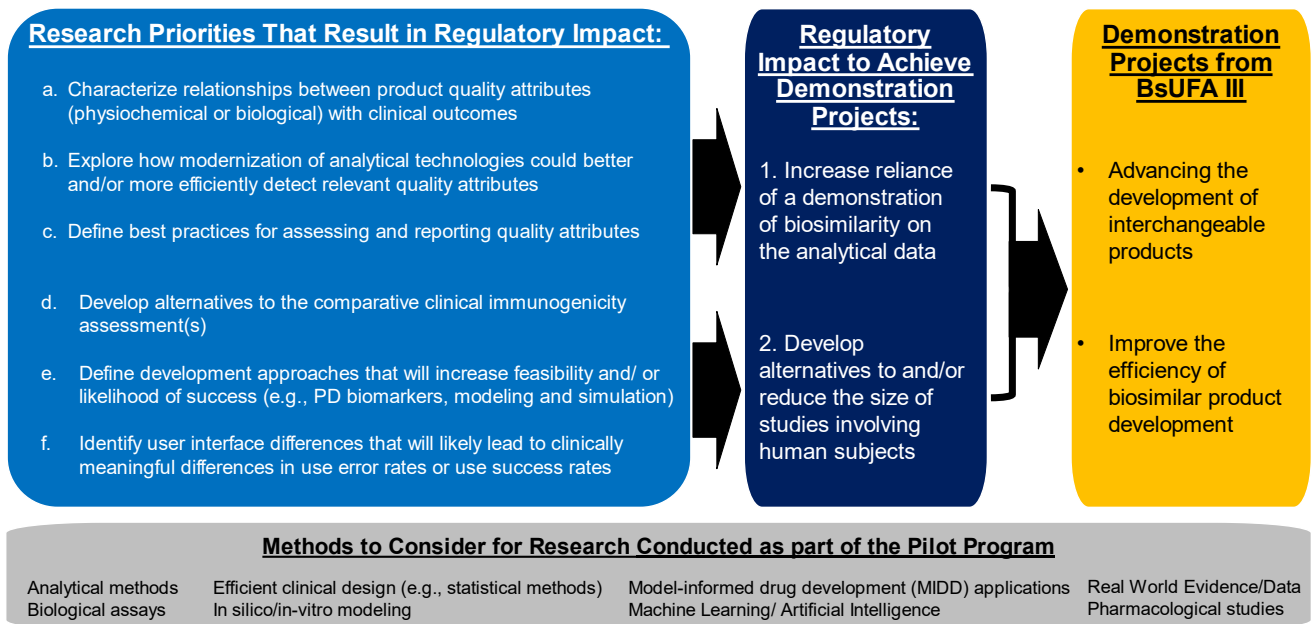 Research Priorities That Result in Regulatory Impact:
a. Characterize relationships between product quality attributes
(physiochemical or biological) with clinical outcomes
b. Explore how modernization of analytical technologies could better
and/or more efficiently detect relevant quality attributes
c. Define best practices for assessing and reporting quality attributes
d. Develop alternatives to the comparative clinical immunogenicity
assessment(s)
e. Define development approaches that will increase feasibility and/ or
likelihood of success (e.g., PD biomarkers, modeling and simulation)
f. Identify user interface differences that will likely lead to clinically
meaningful differences in use error rates or use success rates
Regulatory
Impact to Achieve
Demonstration
Projects:
1. Increase reliance
of a demonstration
of biosimilarity on
the analytical data
2. Develop
alternatives to and/or
reduce the size of
studies involving
human subjects
Demonstration
Projects from
BsUFA III
• Advancing the
development of
interchangeable
products
• Improve the
efficiency of
biosimilar product
development
Methods to Consider for Research Conducted as part of the Pilot Program
Analytical methods
Biological assays
Efficient clinical design (e.g., statistical methods)
In silico/in-vitro modeling
Model-informed drug development (MIDD) applications
Machine Learning/ Artificial Intelligence
Real World Evidence/Data
Pharmacological studies